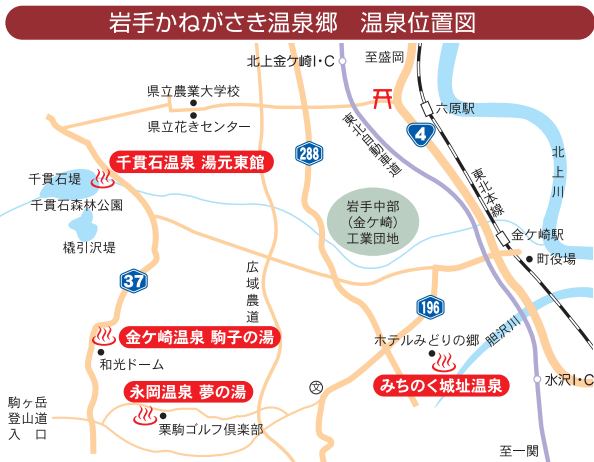 岩手かねがさき温泉郷　温泉位置図
北上金ケ崎I・C
至盛岡
県立農業大学校
県立花きセンター
六原駅
4
東北自動車道
288
千貫石温泉 湯元東館
千貫石堤
千貫石森林公園
橇引沢堤
岩手中部
（金ケ崎）
工業団地
東北本線
北上川
金ケ崎駅
町役場
広域農道
37
196
胆沢川
金ケ崎温泉 駒子の湯
和光ドーム
ホテルみどりの郷
みちのく城址温泉
水沢I・C
永岡温泉 夢の湯
文
駒ヶ岳
登山道
入口
栗駒ゴルフ倶楽部
至一関